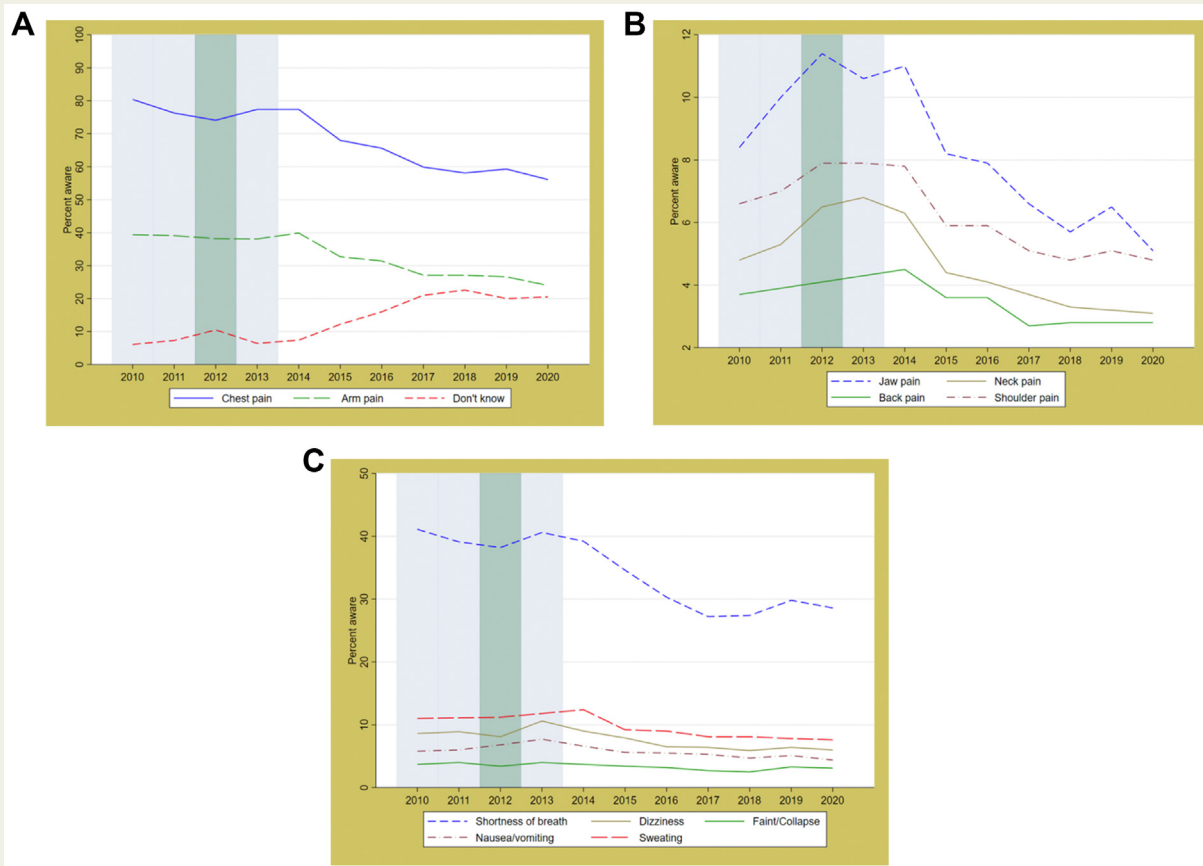 A
Percent aware
100
90
80
70
60
50
40
30
20
10
0
2010 2011 2012 2013 2014 2015 2016 2017 2018 2019 2020
Chest pain Arm pain Don't know
B
Percent aware
12
10
8
6
4
2
2010 2011 2012 2013 2014 2015 2016 2017 2018 2019 2020
Jaw pain Neck pain
Back pain Shoulder pain
C
Percent aware
50
40
30
20
10
0
2010 2011 2012 2013 2014 2015 2016 2017 2018 2019 2020
Shortness of breath Dizziness Faint/Collapse
Nausea/vomiting Sweating